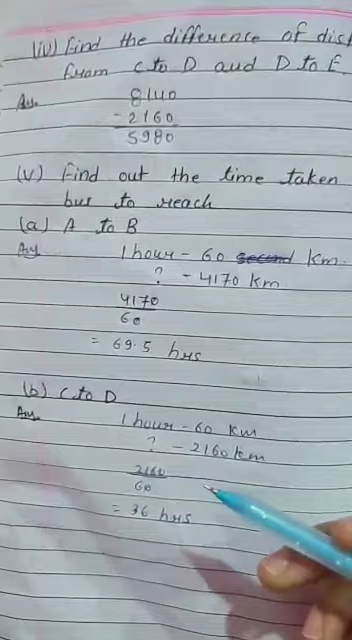 (iv) Find the difference of dist
from C to D and D to E.
Ans. 8140
- 2160
5980
(v) Find out the time taken
bus to reach
(a) A to B
Ans 1 hour - 60 second km.
? - 4170 km
4170
60
= 69.5 hrs
(b) C to D
Ans. 1 hour - 60 km
? - 2160 km
2160
60
= 36 hrs